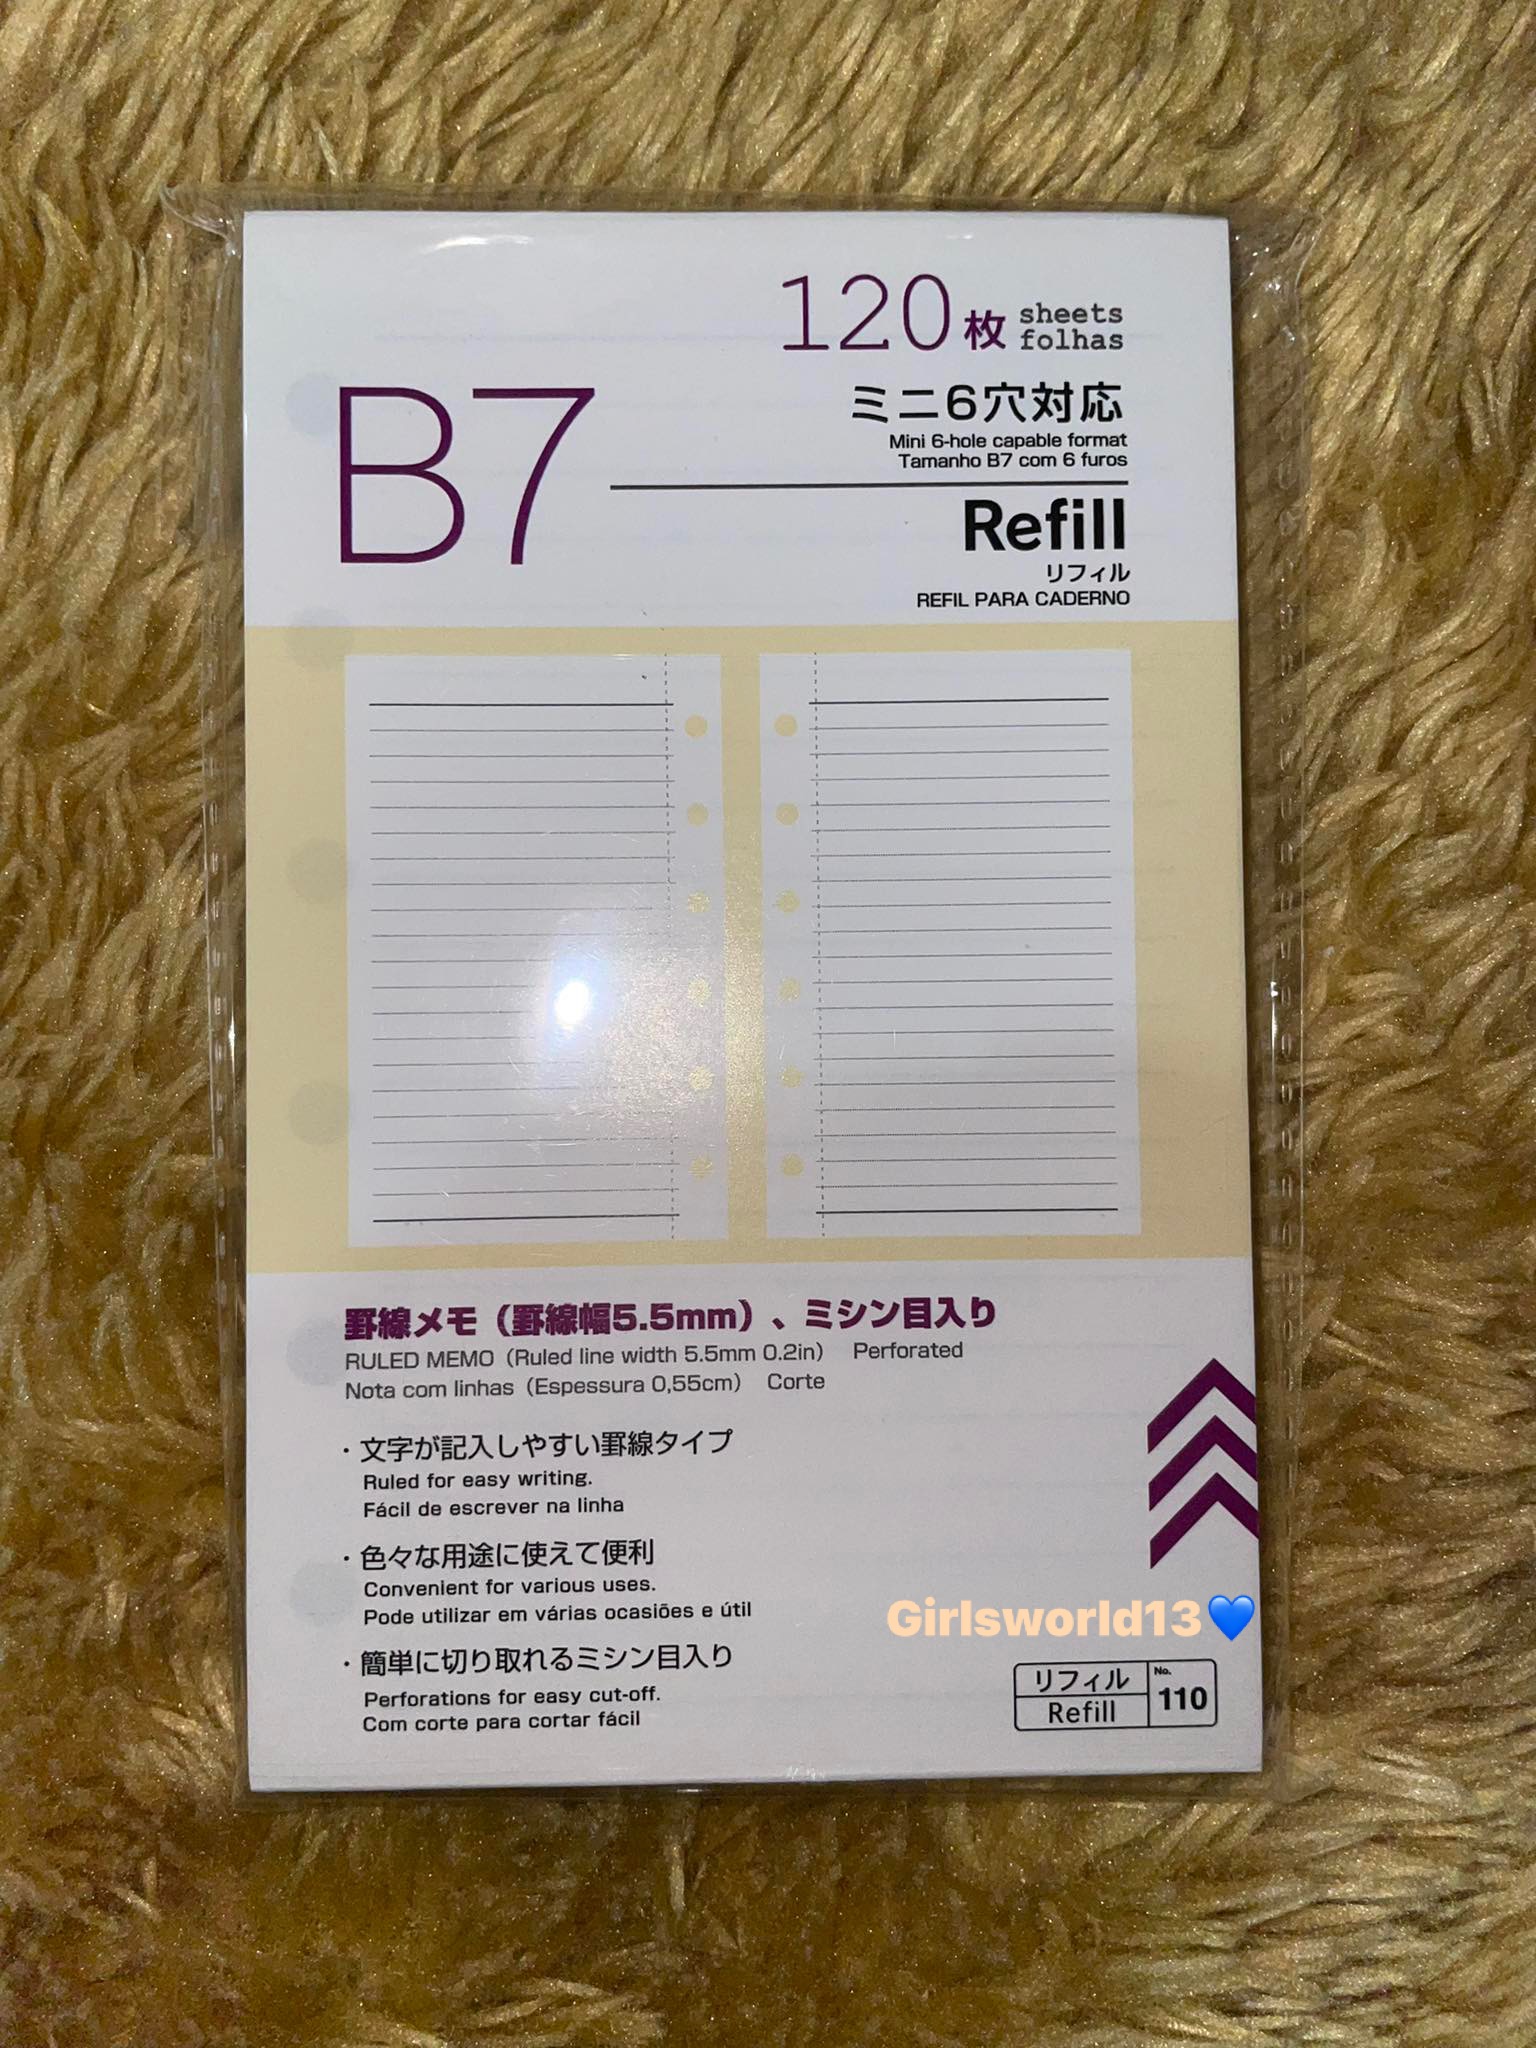 120枚 sheets
folhas
B7
ミニ6穴対応
Mini 6-hole capable format
Tamanho B7 com 6 furos
Refill
リフィル
REFIL PARA CADERNO
罫線メモ（罫線幅5.5mm）、ミシン目入り
RULED MEMO（Ruled line width 5.5mm 0.2in） Perforated
Nota com linhas（Espessura 0,55cm） Corte
・文字が記入しやすい罫線タイプ
Ruled for easy writing.
Fácil de escrever na linha
・色々な用途に使えて便利
Convenient for various uses.
Pode utilizar em várias ocasiões e útil
Girlsworld13💙
・簡単に切り取れるミシン目入り
Perforations for easy cut-off.
Com corte para cortar fácil
リフィル
Refill
No.
110